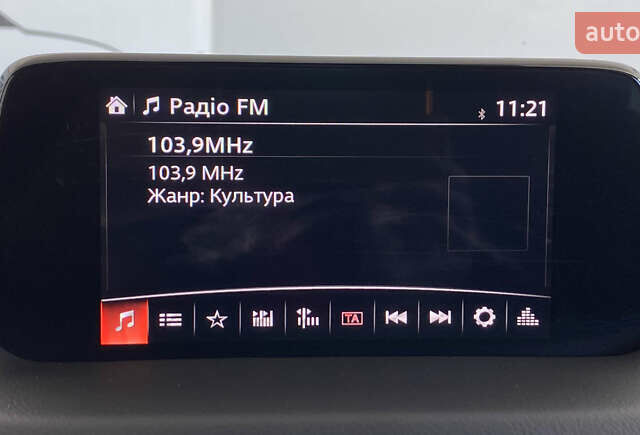 auto
Радіо FM
11:21
103,9MHz
103,9 MHz
Жанр: Культура
TA